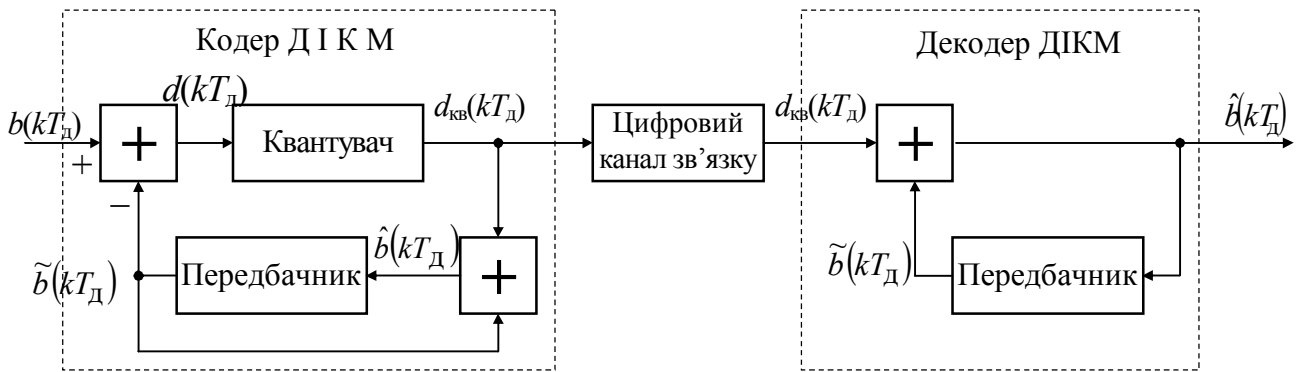 Кодер Д І К М
Декодер ДІКМ
b(kTд)
+
−
+
d(kTд)
Квантувач
dкв(kTд)
Цифровий
канал зв’язку
dкв(kTд)
+
b̂(kTд)
b̃(kTд)
Передбачник
b̂(kTд)
+
b̃(kTд)
Передбачник